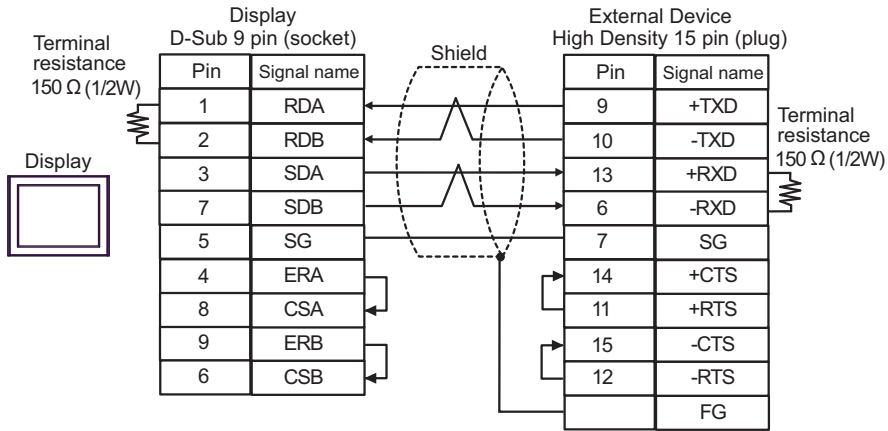 Display
D-Sub 9 pin (socket)
External Device
High Density 15 pin (plug)
Terminal
resistance
150 Ω (1/2W)
Shield
Pin Signal name
Pin Signal name
1 RDA
9 +TXD
2 RDB
10 -TXD
3 SDA
13 +RXD
7 SDB
6 -RXD
5 SG
7 SG
4 ERA
14 +CTS
8 CSA
11 +RTS
9 ERB
15 -CTS
6 CSB
12 -RTS
FG
Terminal
resistance
150 Ω (1/2W)
Display